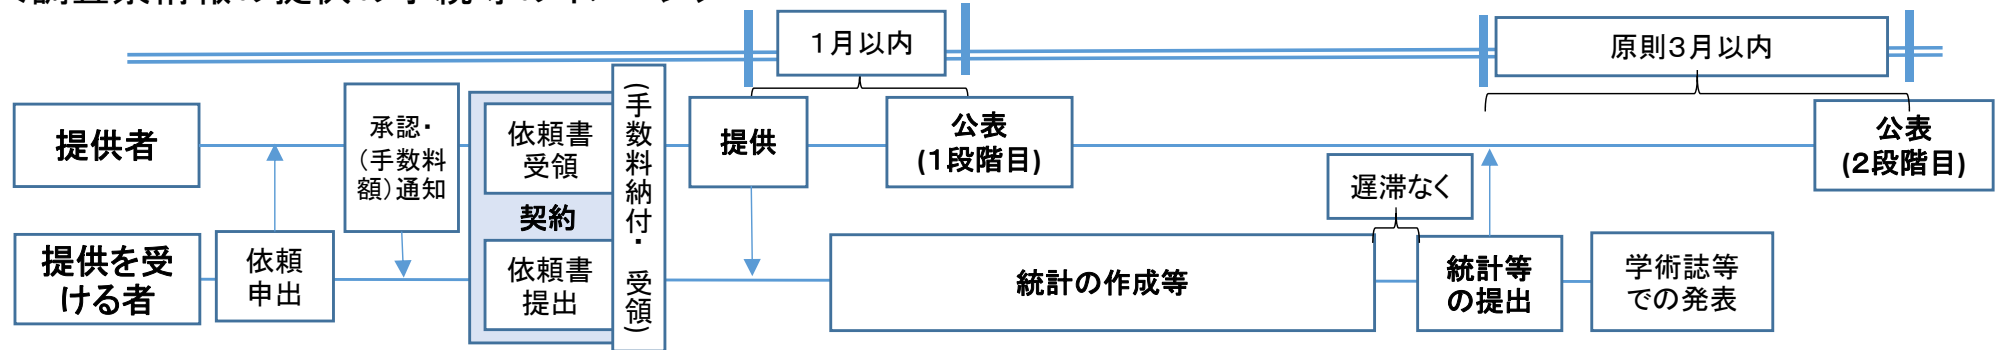 1月以内
原則3月以内
提供者
承認・
(手数料
額)通知
依頼書
受領
契約
依頼書
提出
(手数料納付・受領)
提供
公表
(1段階目)
遅滞なく
公表
(2段階目)
提供を受
ける者
依頼
申出
統計の作成等
統計等
の提出
学術誌等
での発表